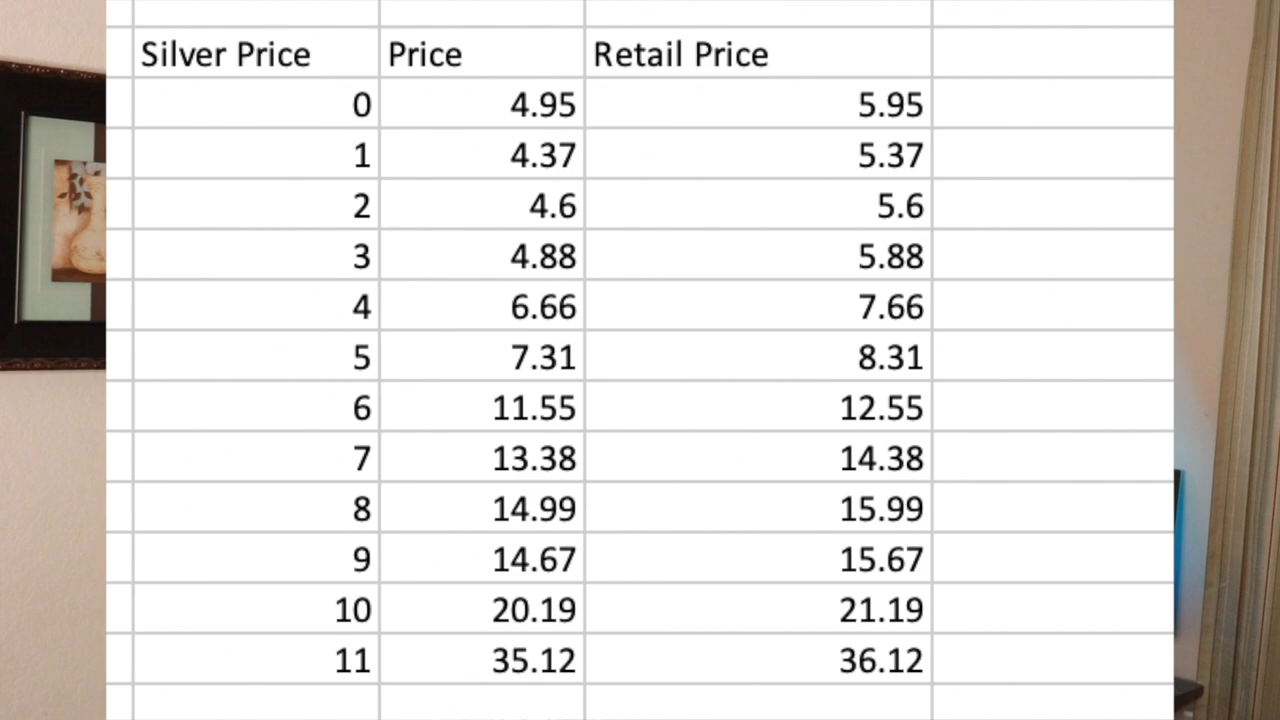 Silver Price Price Retail Price
0 4.95 5.95
1 4.37 5.37
2 4.6 5.6
3 4.88 5.88
4 6.66 7.66
5 7.31 8.31
6 11.55 12.55
7 13.38 14.38
8 14.99 15.99
9 14.67 15.67
10 20.19 21.19
11 35.12 36.12